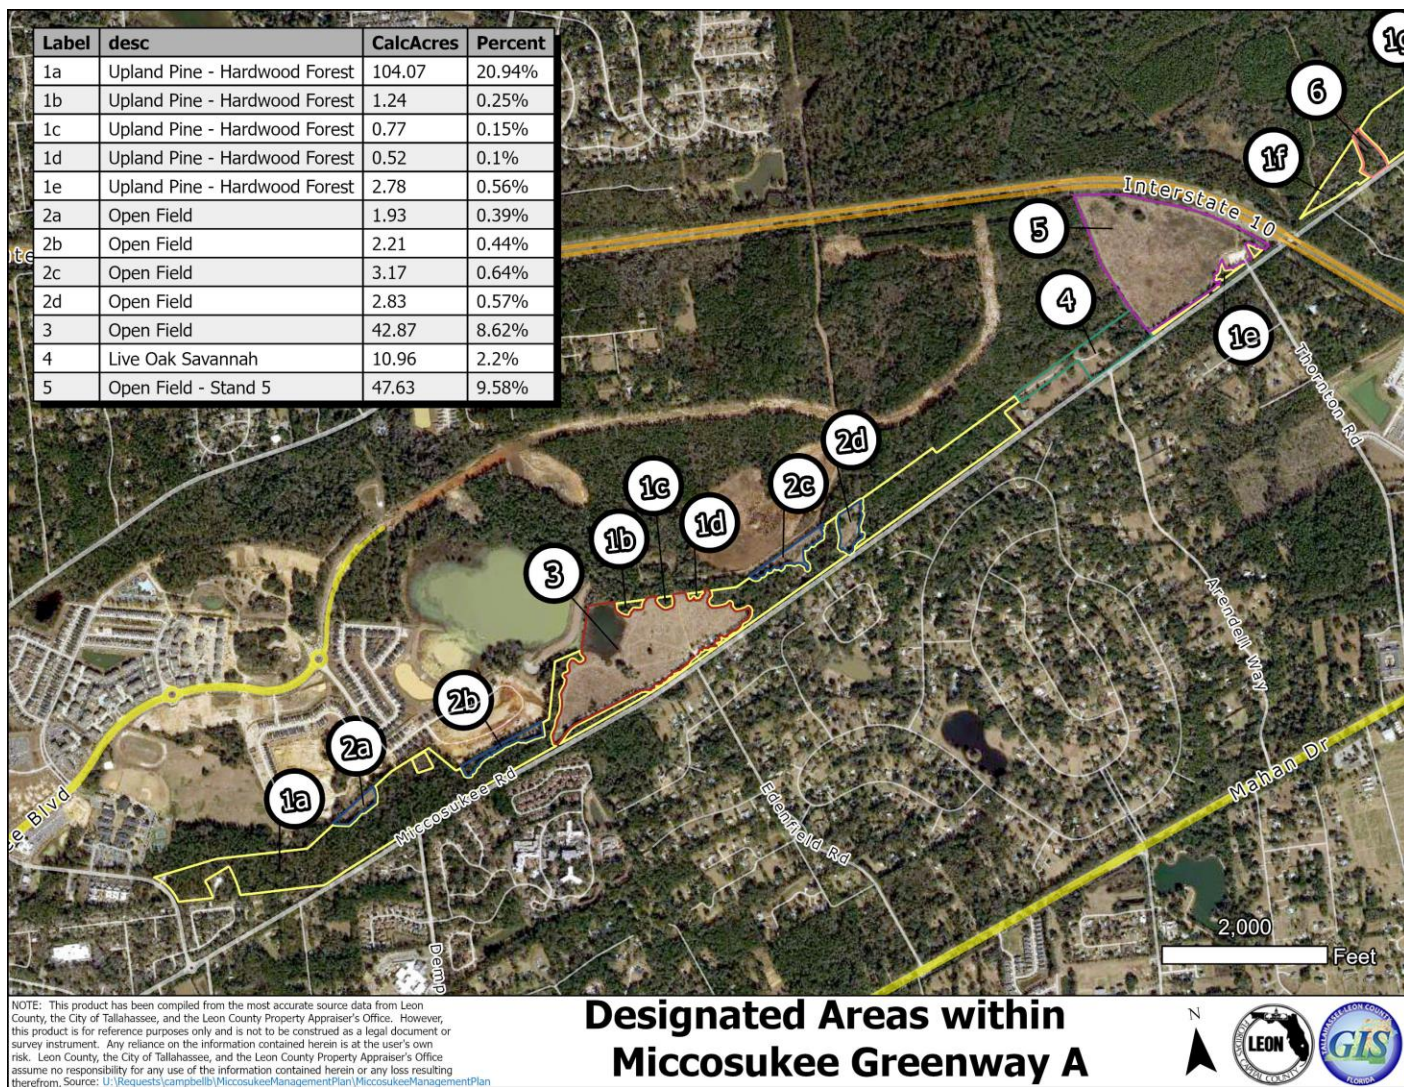 Label desc CalcAcres Percent
1a Upland Pine - Hardwood Forest 104.07 20.94%
1b Upland Pine - Hardwood Forest 1.24 0.25%
1c Upland Pine - Hardwood Forest 0.77 0.15%
1d Upland Pine - Hardwood Forest 0.52 0.1%
1e Upland Pine - Hardwood Forest 2.78 0.56%
2a Open Field 1.93 0.39%
2b Open Field 2.21 0.44%
2c Open Field 3.17 0.64%
2d Open Field 2.83 0.57%
3 Open Field 42.87 8.62%
4 Live Oak Savannah 10.96 2.2%
5 Open Field - Stand 5 47.63 9.58%
1g
6
1f
Interstate 10
5
4
1e
Thornton Rd
2d
2c
1c
1d
1b
3
Arendell Way
2b
2a
1a
Miccosukee Rd
Edenfield Rd
Mahan Dr
Blvd
Demp
2,000
Feet
NOTE: This product has been compiled from the most accurate source data from Leon
County, the City of Tallahassee, and the Leon County Property Appraiser's Office. However,
this product is for reference purposes only and is not to be construed as a legal document or
survey instrument. Any reliance on the information contained herein is at the user's own
risk. Leon County, the City of Tallahassee, and the Leon County Property Appraiser's Office
assume no responsibility for any use of the information contained herein or any loss resulting
therefrom. Source: U:\Requests\campbellb\MiccosukeeManagementPlan\MiccosukeeManagementPlan
Designated Areas within
Miccosukee Greenway A
N
FLORIDA'S
LEON
CAPITAL COUNTY
TALLAHASSEE-LEON COUNTY
GIS
FLORIDA